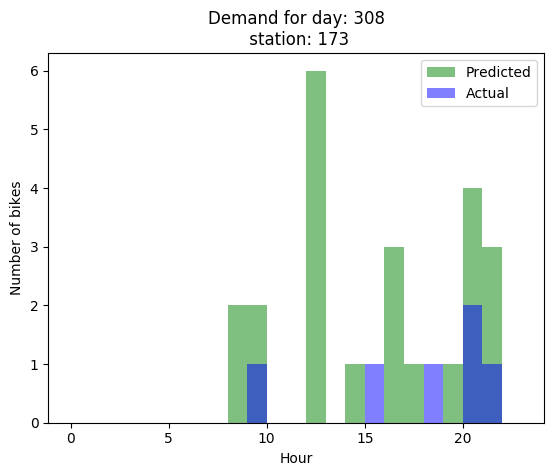 Demand for day: 308
station: 173
Predicted
Actual
6
5
4
3
2
1
0
Number of bikes
0 5 10 15 20
Hour